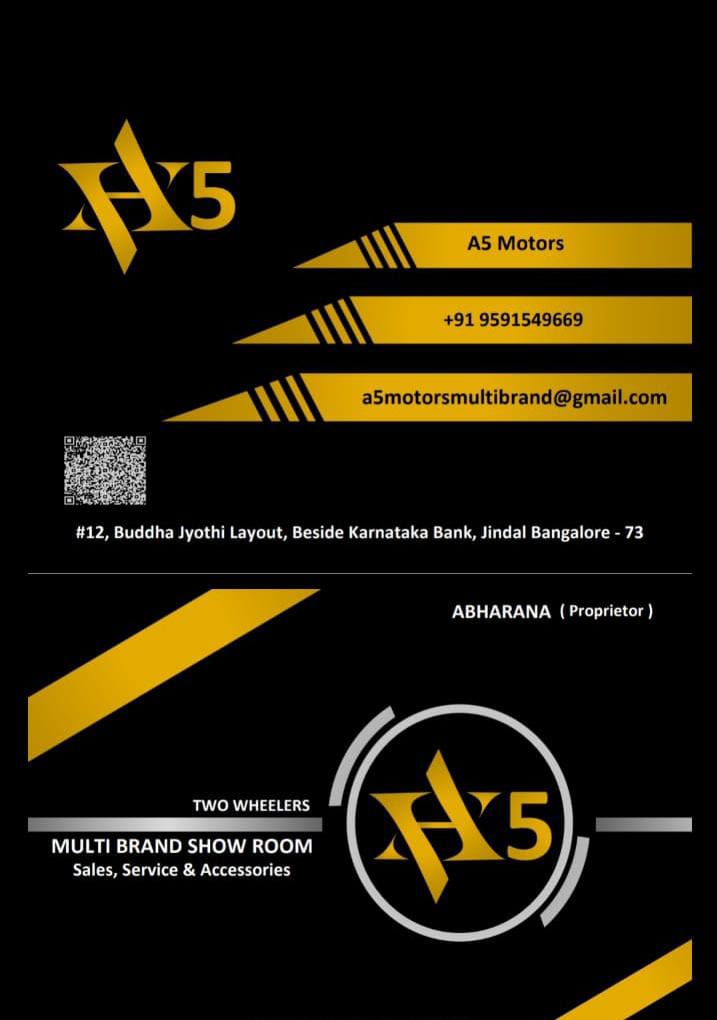 A5
A5 Motors
+91 9591549669
a5motorsmultibrand@gmail.com
#12, Buddha Jyothi Layout, Beside Karnataka Bank, Jindal Bangalore - 73
ABHARANA ( Proprietor )
TWO WHEELERS
MULTI BRAND SHOW ROOM
Sales, Service & Accessories
A5